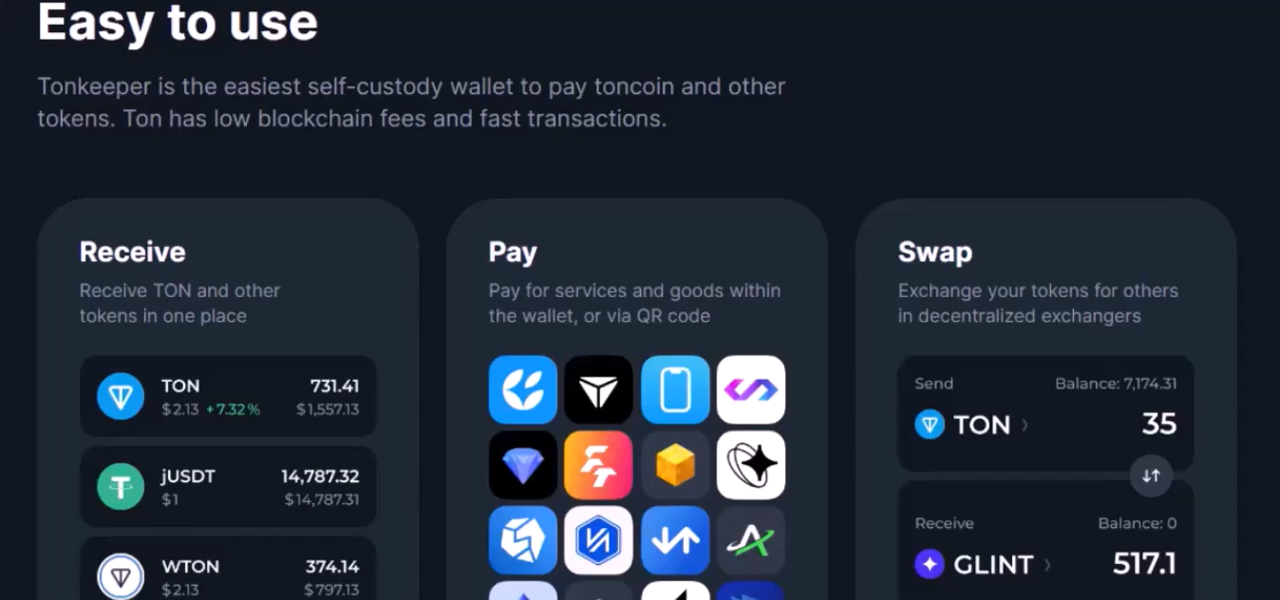 Easy to use
Tonkeeper is the easiest self-custody wallet to pay toncoin and other
tokens. Ton has low blockchain fees and fast transactions.
Receive
Receive TON and other
tokens in one place
TON 731.41
$2.13 +7.32% $1,557.13
jUSDT 14,787.32
$1 $14,787.31
WTON 374.14
$2.13 $797.13
Pay
Pay for services and goods within
the wallet, or via QR code
Swap
Exchange your tokens for others
in decentralized exchangers
Send Balance: 7,174.31
TON 35
Receive Balance: 0
GLINT 517.1